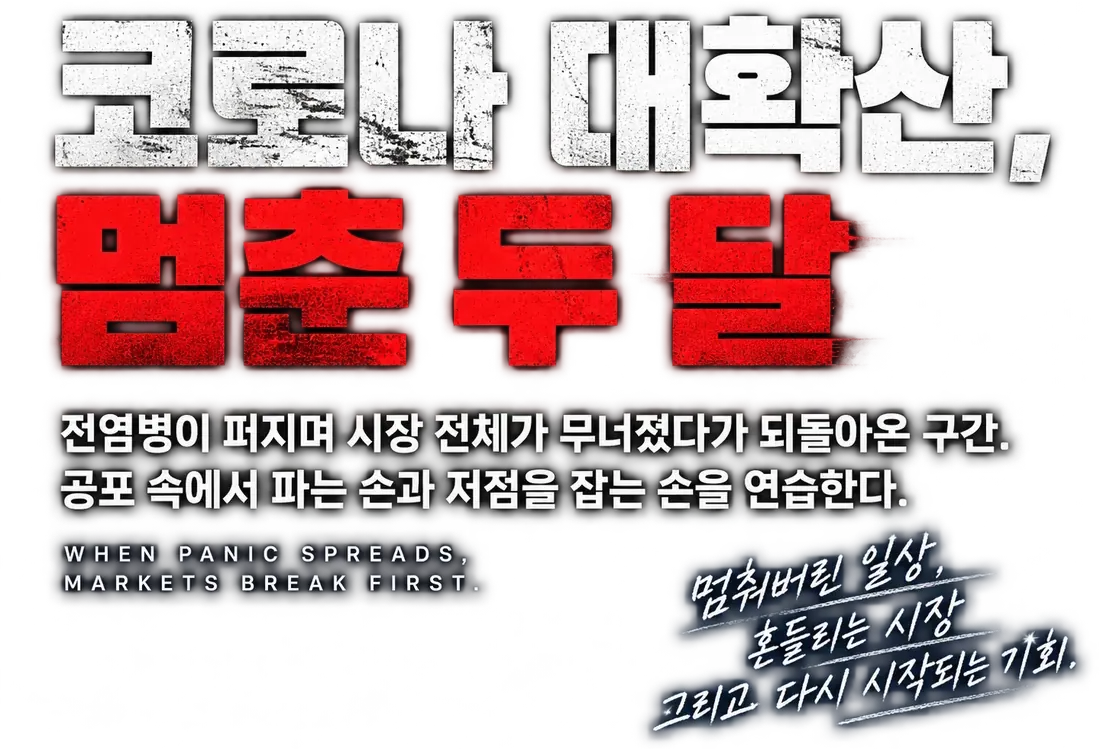 코로나 대확산,
멈춘 두 달
전염병이 퍼지며 시장 전체가 무너졌다가 되돌아온 구간.
공포 속에서 파는 손과 저점을 잡는 손을 연습한다.
WHEN PANIC SPREADS,
MARKETS BREAK FIRST.
멈춰버린 일상,
흔들리는 시장
그리고 다시 시작되는 기회.